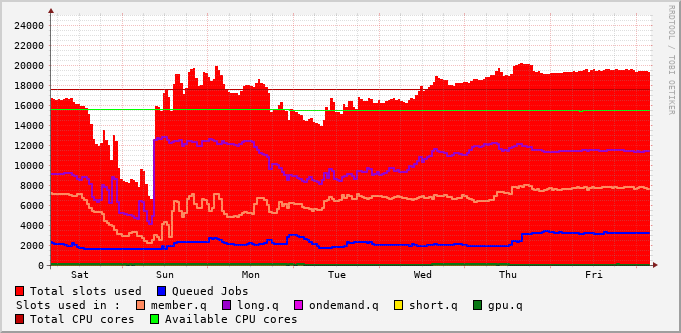 RRDTOOL / TOBI OETIKER
24000
22000
20000
18000
16000
14000
12000
10000
8000
6000
4000
2000
0
Sat Sun Mon Tue Wed Thu Fri
Total slots used Queued Jobs
Slots used in : member.q long.q ondemand.q short.q gpu.q
Total CPU cores Available CPU cores